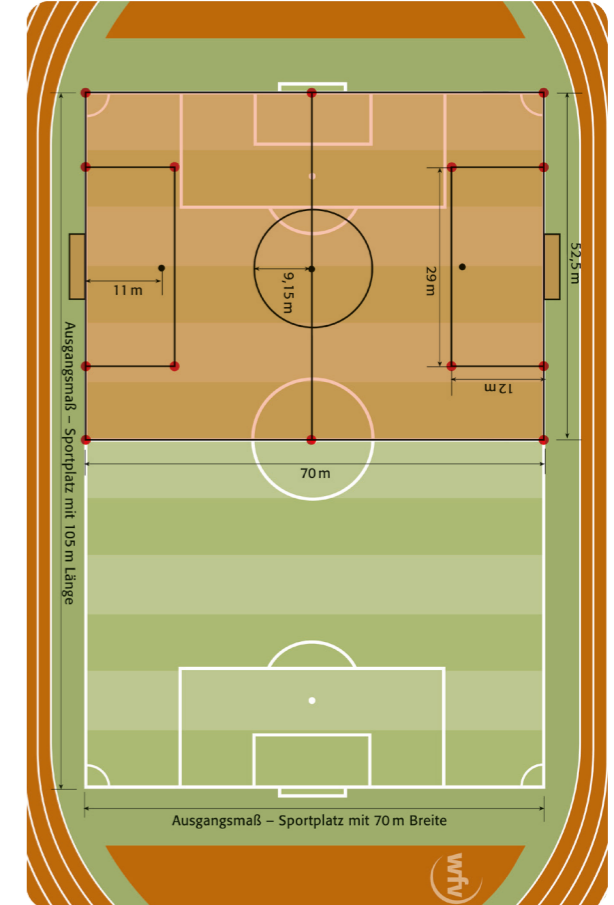 52,5 m
11 m
9,15 m
29 m
12 m
Ausgangsmaß – Sportplatz mit 105 m Länge
70 m
Ausgangsmaß – Sportplatz mit 70 m Breite
wfv